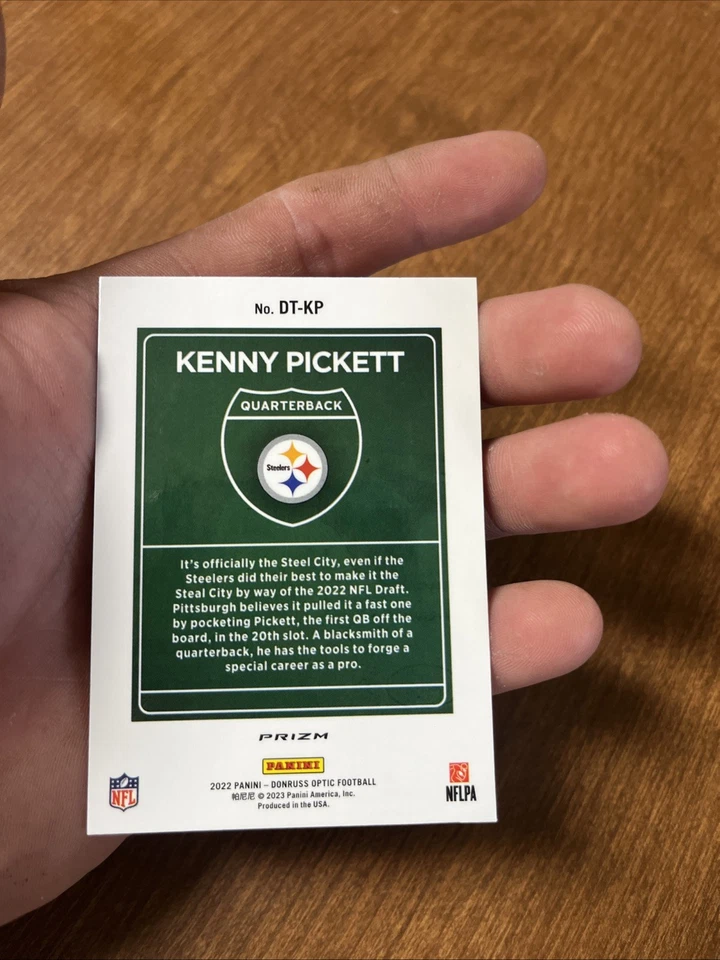 No. DT-KP
KENNY PICKETT
QUARTERBACK
Steelers
It's officially the Steel City, even if the
Steelers did their best to make it the
Steal City by way of the 2022 NFL Draft.
Pittsburgh believes it pulled it a fast one
by pocketing Pickett, the first QB off the
board, in the 20th slot. A blacksmith of a
quarterback, he has the tools to forge a
special career as a pro.
PRIZM
PANINI
2022 PANINI – DONRUSS OPTIC FOOTBALL
帕尼尼 © 2023 Panini America, Inc.
Produced in the USA.
NFL
NFLPA